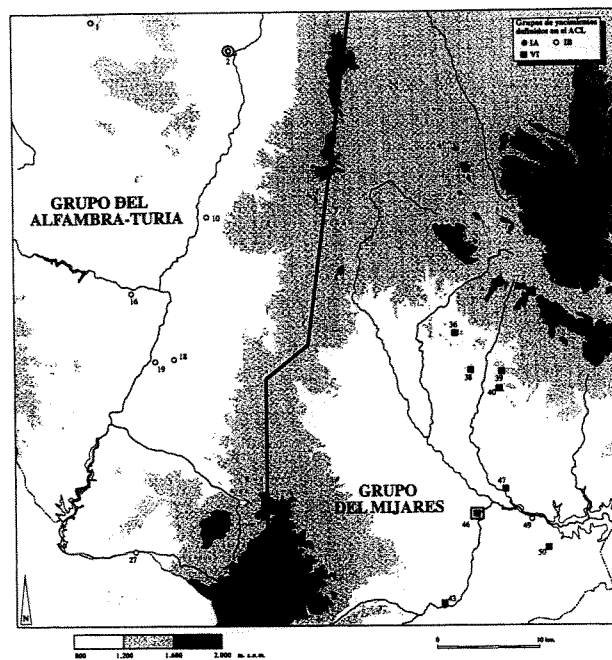 Grupos de yacimientos
definidos en el ACL
IA IB
VI
1
2
GRUPO DEL
ALFAMBRA-TURIA
10
16
36
18
19
38
39
40
GRUPO
DEL MIJARES
47
46
49
50
27
43
N
800 1.200 1.600 2.000 m. s.n.m.
0 10 km.